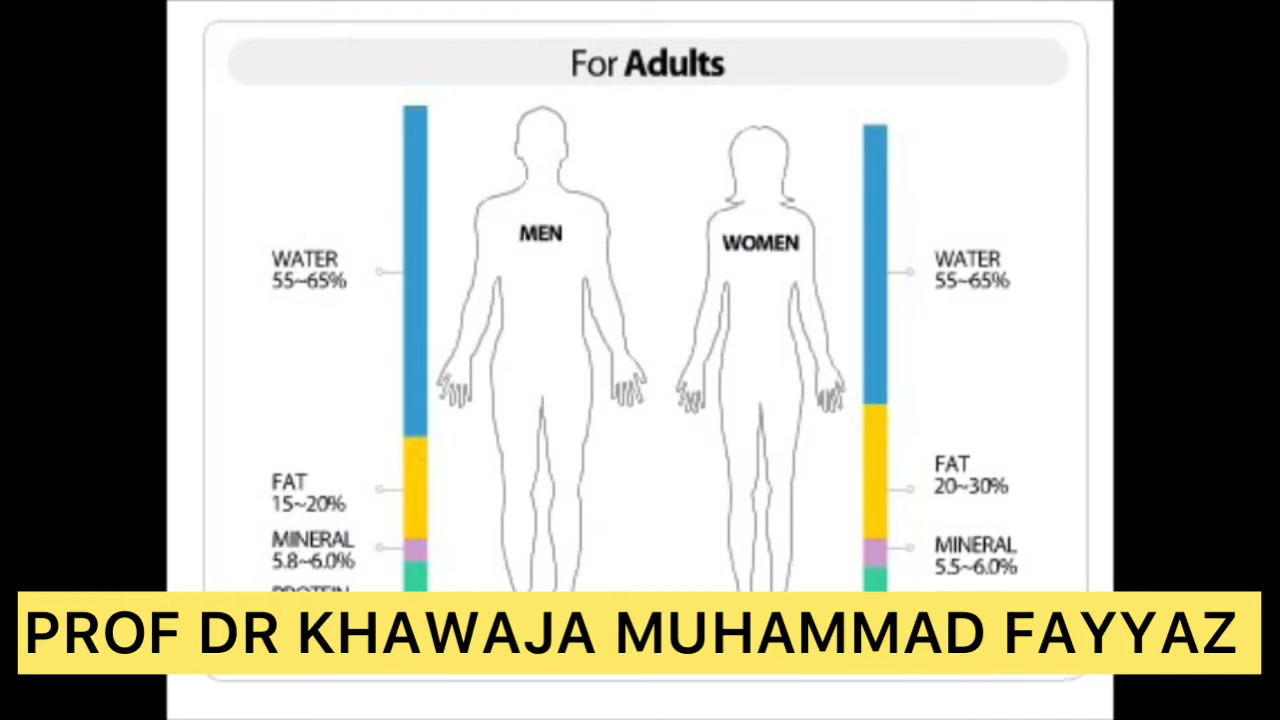 For Adults
MEN
WOMEN
WATER
55~65%
FAT
15~20%
MINERAL
5.8~6.0%
WATER
55~65%
FAT
20~30%
MINERAL
5.5~6.0%
PROF DR KHAWAJA MUHAMMAD FAYYAZ